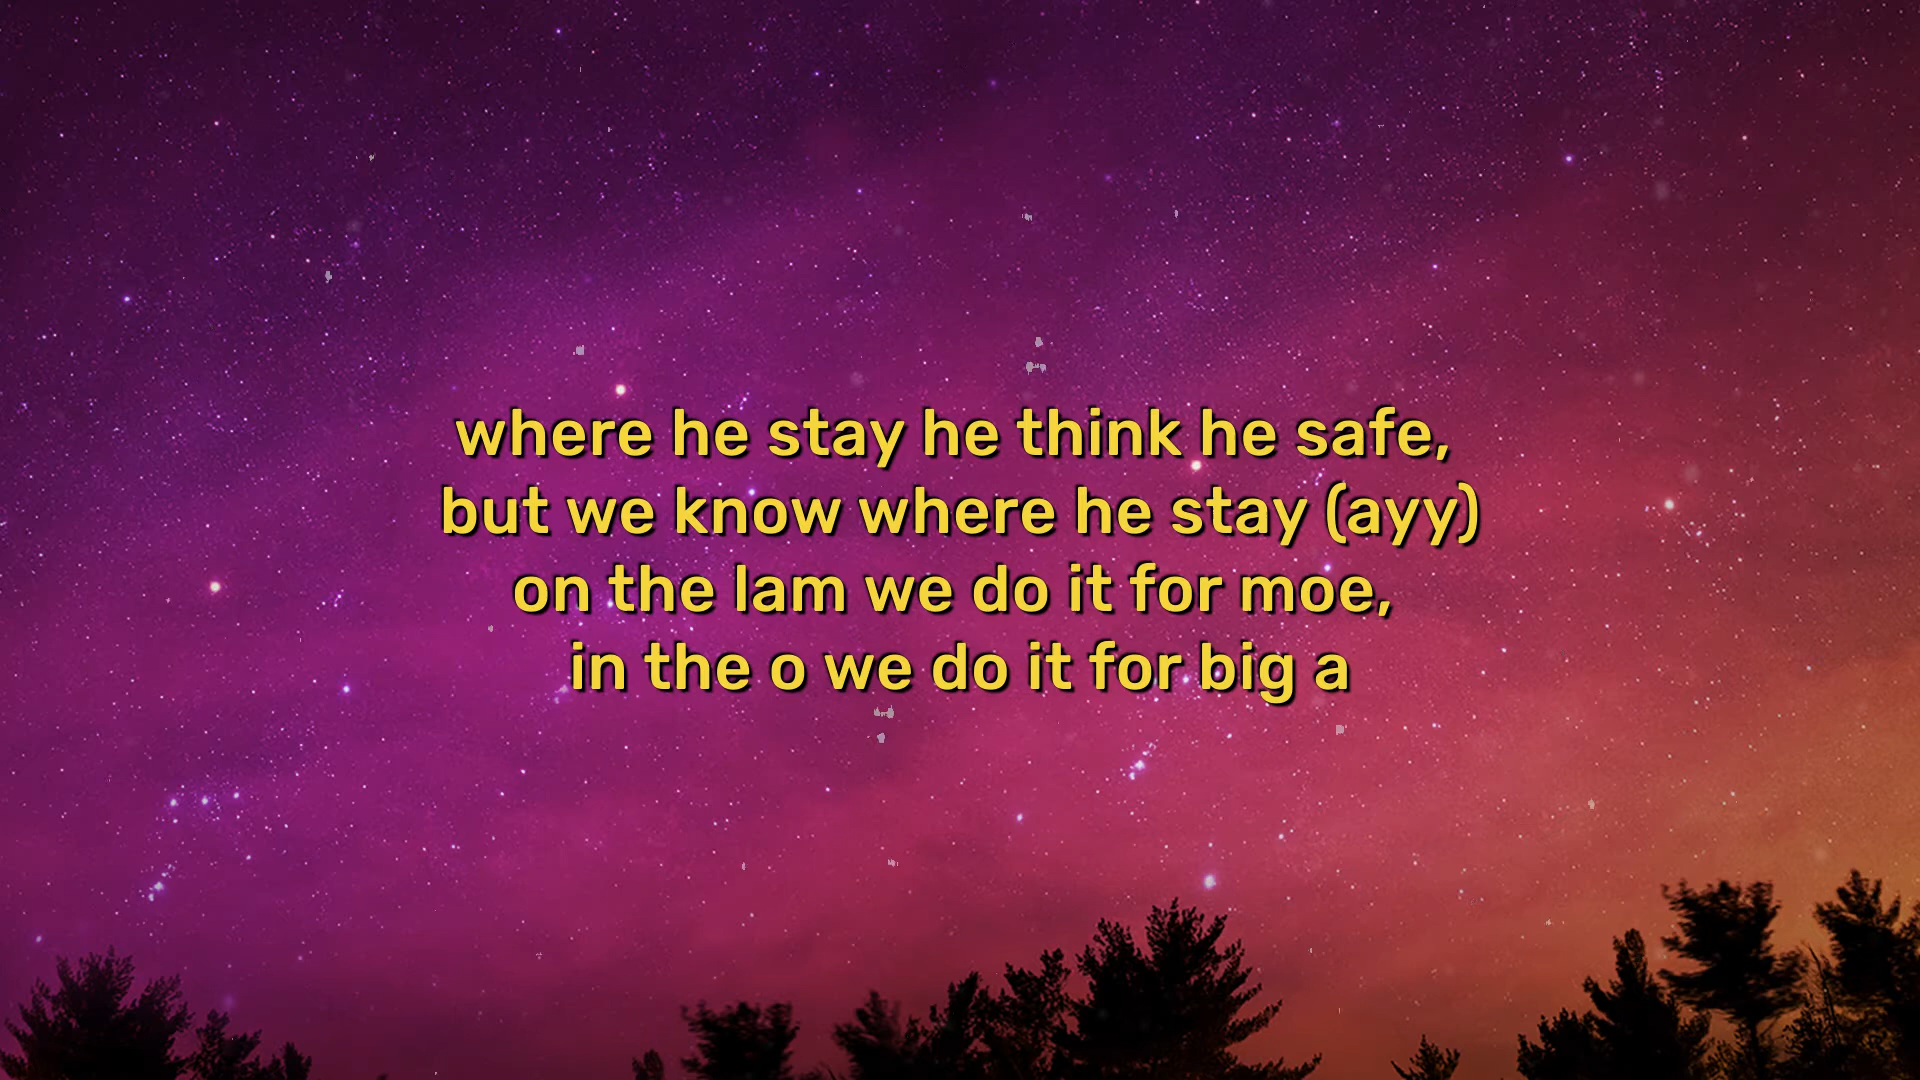 where he stay he think he safe,
but we know where he stay (ayy)
on the lam we do it for moe,
in the o we do it for big a